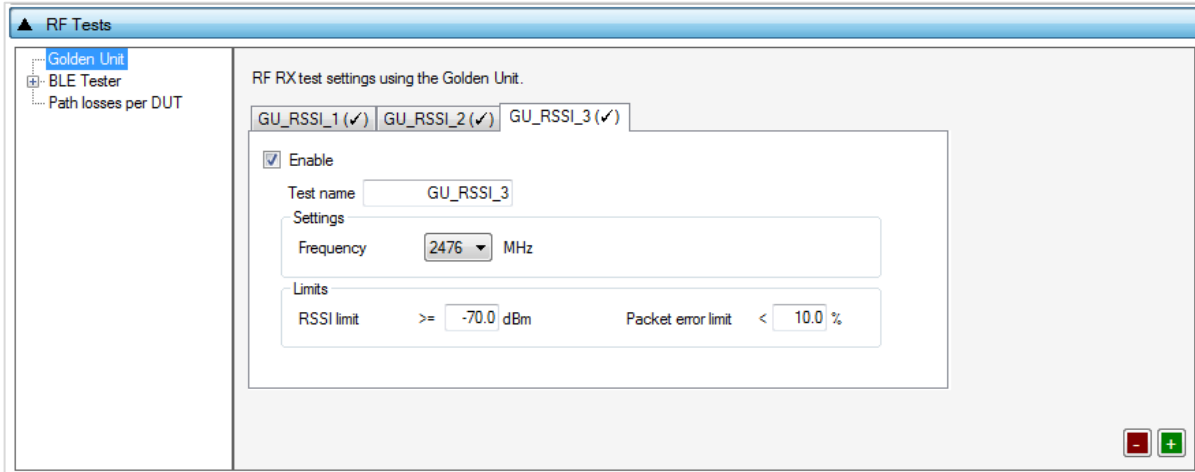 RF Tests
Golden Unit
BLE Tester
Path losses per DUT
RF RX test settings using the Golden Unit.
GU_RSSI_1 (✓) GU_RSSI_2 (✓) GU_RSSI_3 (✓)
Enable
Test name GU_RSSI_3
Settings
Frequency 2476 MHz
Limits
RSSI limit >= -70.0 dBm Packet error limit < 10.0 %
- +